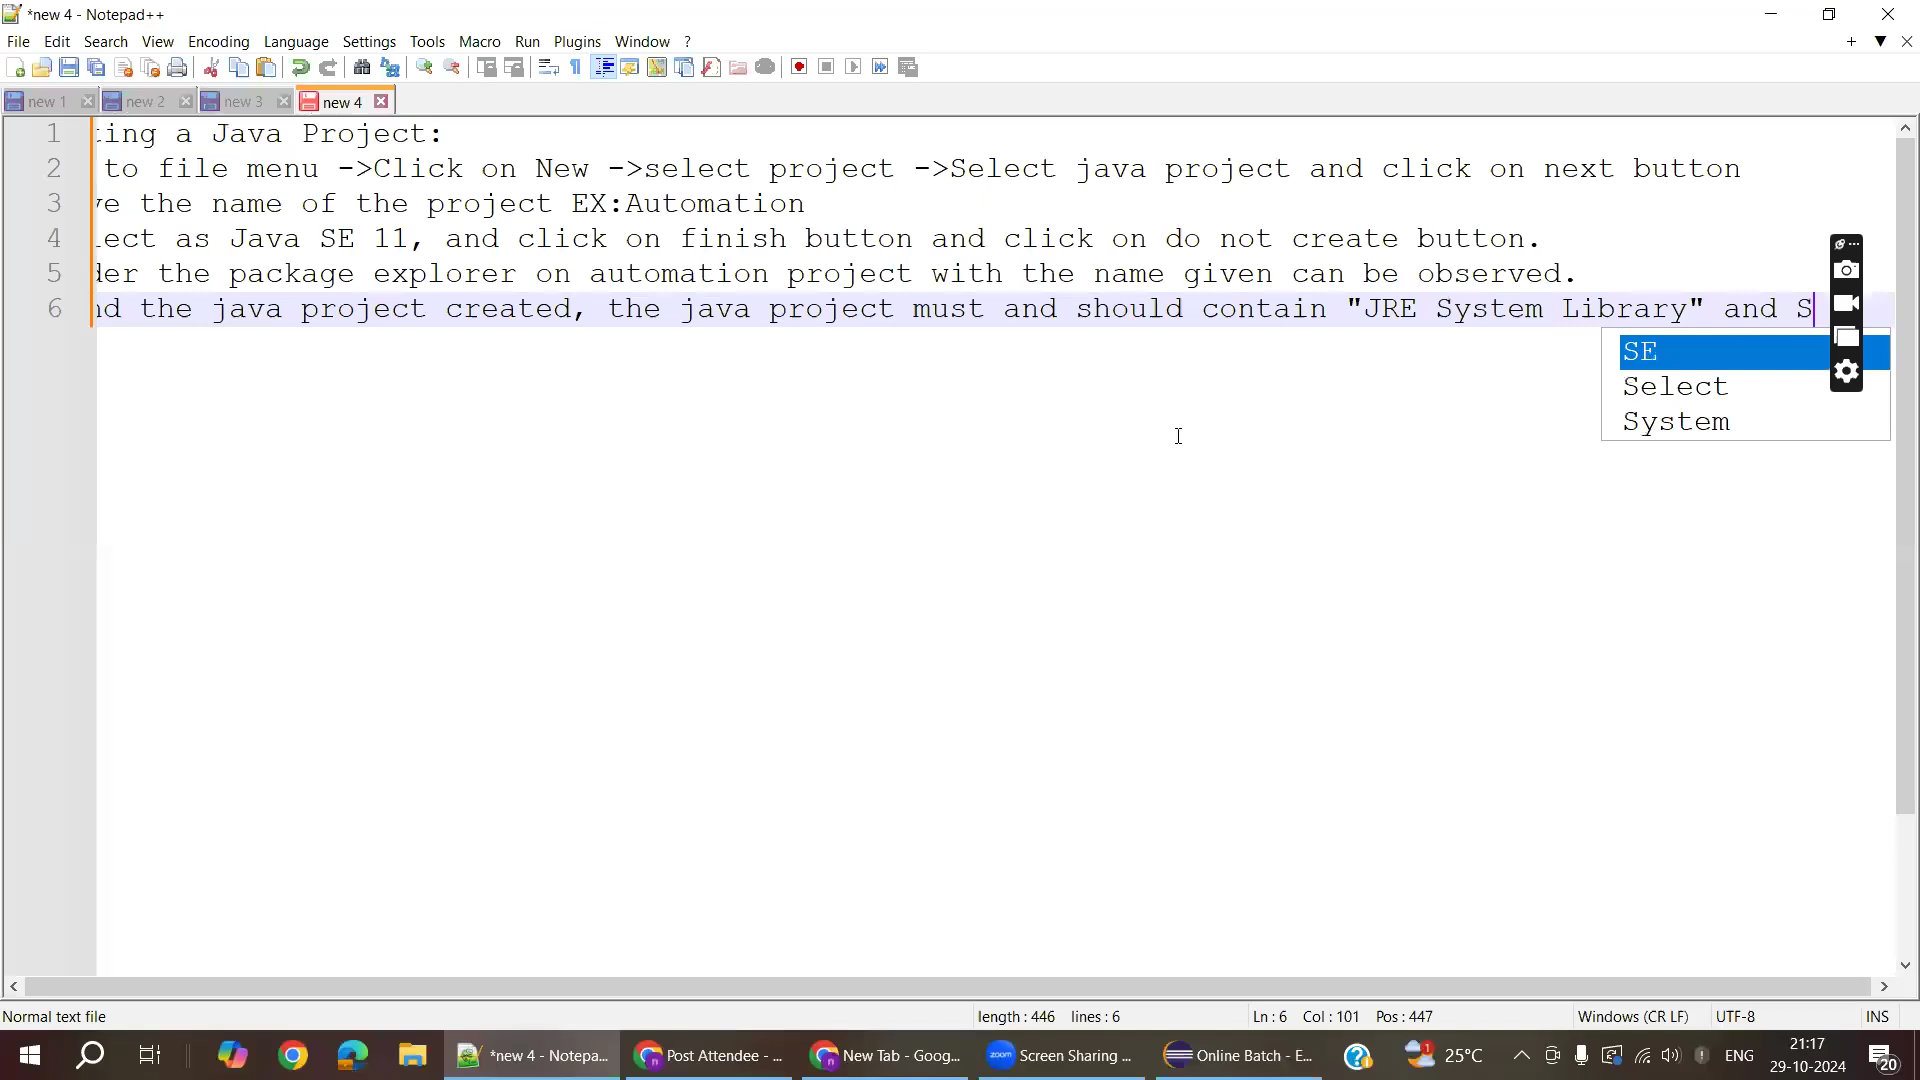 *new 4 - Notepad++
File Edit Search View Encoding Language Settings Tools Macro Run Plugins Window ?
new 1 new 2 new 3 new 4
1 ting a Java Project:
2 to file menu ->Click on New ->select project ->Select java project and click on next button
3 ve the name of the project EX:Automation
4 lect as Java SE 11, and click on finish button and click on do not create button.
5 der the package explorer on automation project with the name given can be observed.
6 nd the java project created, the java project must and should contain "JRE System Library" and S
SE
Select
System
Normal text file length : 446 lines : 6 Ln : 6 Col : 101 Pos : 447 Windows (CR LF) UTF-8 INS
*new 4 - Notepa... Post Attendee - ... New Tab - Goog... zoom Screen Sharing ... Online Batch - E... 1 25°C ENG 21:17
29-10-2024 20